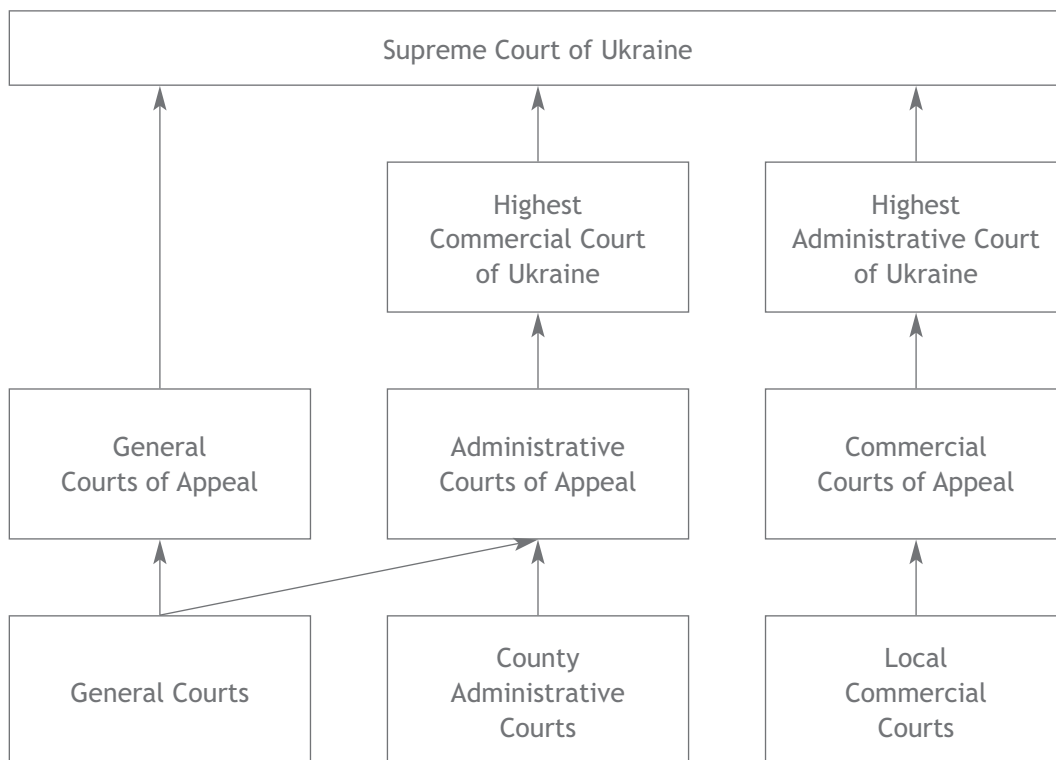 Supreme Court of Ukraine
Highest
Commercial Court
of Ukraine
Highest
Administrative Court
of Ukraine
General
Courts of Appeal
Administrative
Courts of Appeal
Commercial
Courts of Appeal
General Courts
County
Administrative
Courts
Local
Commercial
Courts